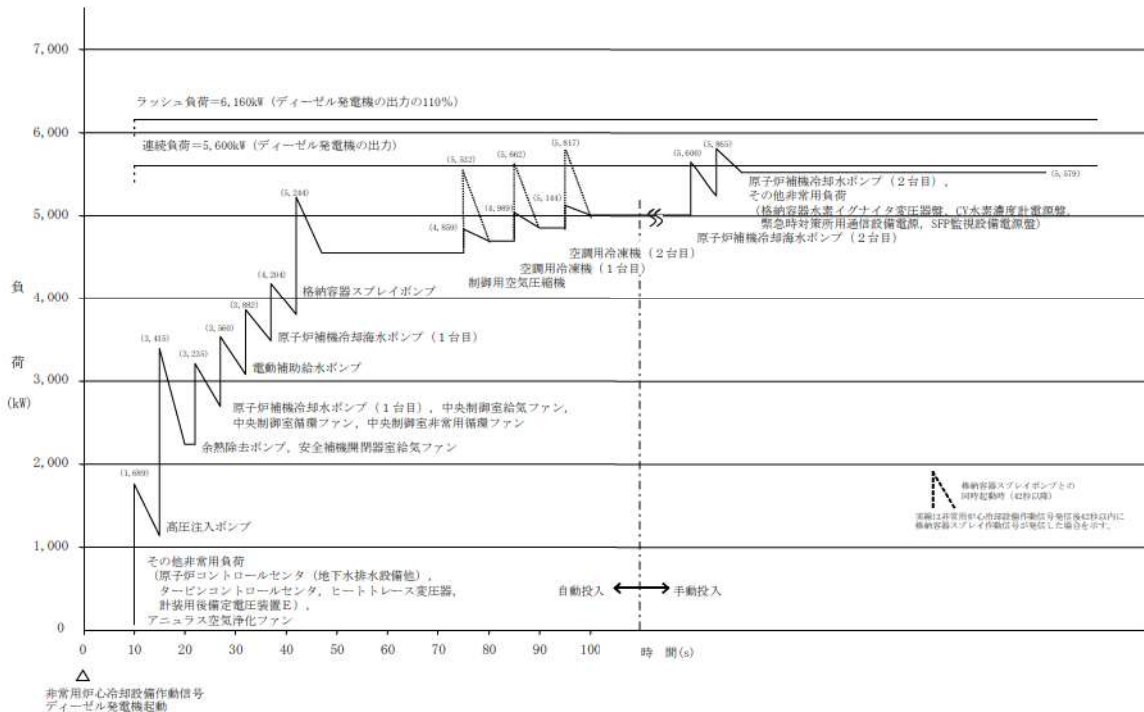 7,000
ラッシュ負荷＝6,160kW（ディーゼル発電機の出力の110%）
6,000
連続負荷＝5,600kW（ディーゼル発電機の出力）
(5,532)
(5,662)
(5,817)
(5,606)
(5,865)
(5,579)
原子炉補機冷却水ポンプ（2台目），
その他非常用負荷
（格納容器水素イグナイタ変圧器盤，CV水素濃度計電源盤，
緊急時対策所用通信設備電源，SFP監視設備電源盤）
原子炉補機冷却海水ポンプ（2台目）
5,000
(5,244)
(4,859)
(4,989)
(5,144)
空調用冷凍機（2台目）
空調用冷凍機（1台目）
制御用空気圧縮機
負
荷
(kW)
4,000
(4,204)
格納容器スプレイポンプ
(3,882)
原子炉補機冷却海水ポンプ（1台目）
(3,560)
電動補助給水ポンプ
(3,415)
(3,235)
3,000
原子炉補機冷却水ポンプ（1台目），中央制御室給気ファン，
中央制御室循環ファン，中央制御室非常用循環ファン
余熱除去ポンプ，安全補機開閉器室給気ファン
2,000
高圧注入ポンプ
格納容器スプレイポンプとの
同時起動時（42秒以降）
実線は非常用炉心冷却設備作動信号発信後42秒以内に
格納容器スプレイ作動信号が発信した場合を示す。
1,000
その他非常用負荷
（原子炉コントロールセンタ（地下水排水設備他），
タービンコントロールセンタ，ヒートトレース変圧器，
計装用後備定電圧装置E），
アニュラス空気浄化ファン
自動投入
手動投入
0
0 10 20 30 40 50 60 70 80 90 100 時 間(s)
非常用炉心冷却設備作動信号
ディーゼル発電機起動